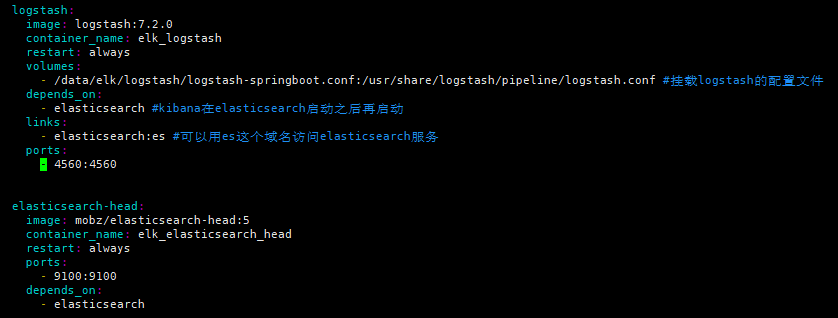 logstash:
  image: logstash:7.2.0
  container_name: elk_logstash
  restart: always
  volumes:
    - /data/elk/logstash/logstash-springboot.conf:/usr/share/logstash/pipeline/logstash.conf #挂载logstash的配置文件
  depends_on:
    - elasticsearch #kibana在elasticsearch启动之后再启动
  links:
    - elasticsearch:es #可以用es这个域名访问elasticsearch服务
  ports:
    - 4560:4560
elasticsearch-head:
  image: mobz/elasticsearch-head:5
  container_name: elk_elasticsearch_head
  restart: always
  ports:
    - 9100:9100
  depends_on:
    - elasticsearch